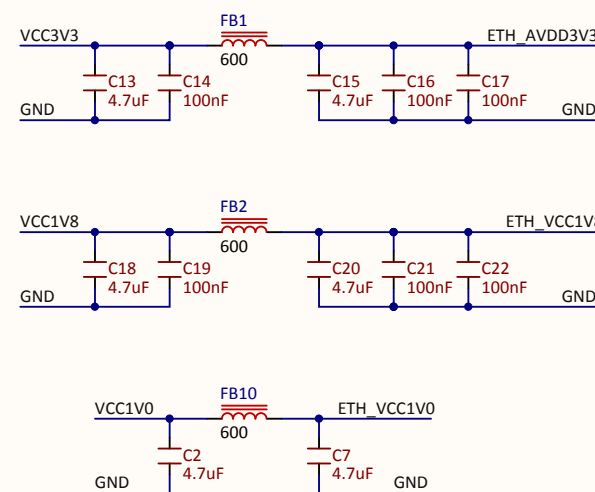 FB1
VCC3V3
ETH_AVDD3V3
600
C13
C14
C15
C16
C17
4.7uF
100nF
4.7uF
100nF
100nF
GND
GND
FB2
VCC1V8
ETH_VCC1V8
600
C18
C19
C20
C21
C22
4.7uF
100nF
4.7uF
100nF
100nF
GND
GND
FB10
VCC1V0
ETH_VCC1V0
600
C2
C7
4.7uF
4.7uF
GND
GND